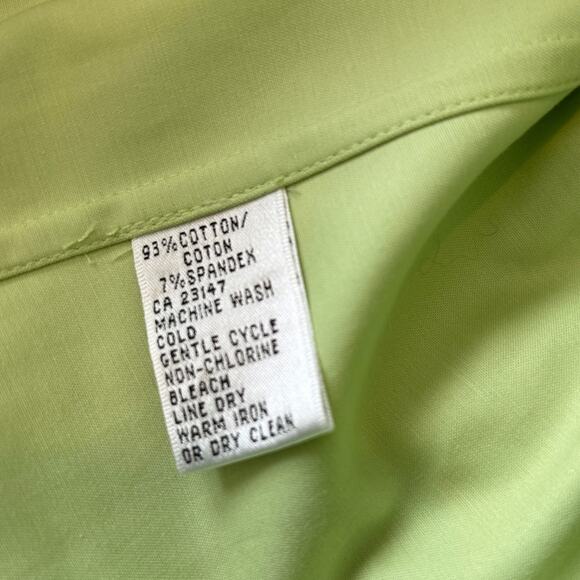 93% COTTON/
COTON
7% SPANDEX
CA 23147
MACHINE WASH
COLD
GENTLE CYCLE
NON-CHLORINE
BLEACH
LINE DRY
WARM IRON
OR DRY CLEAN